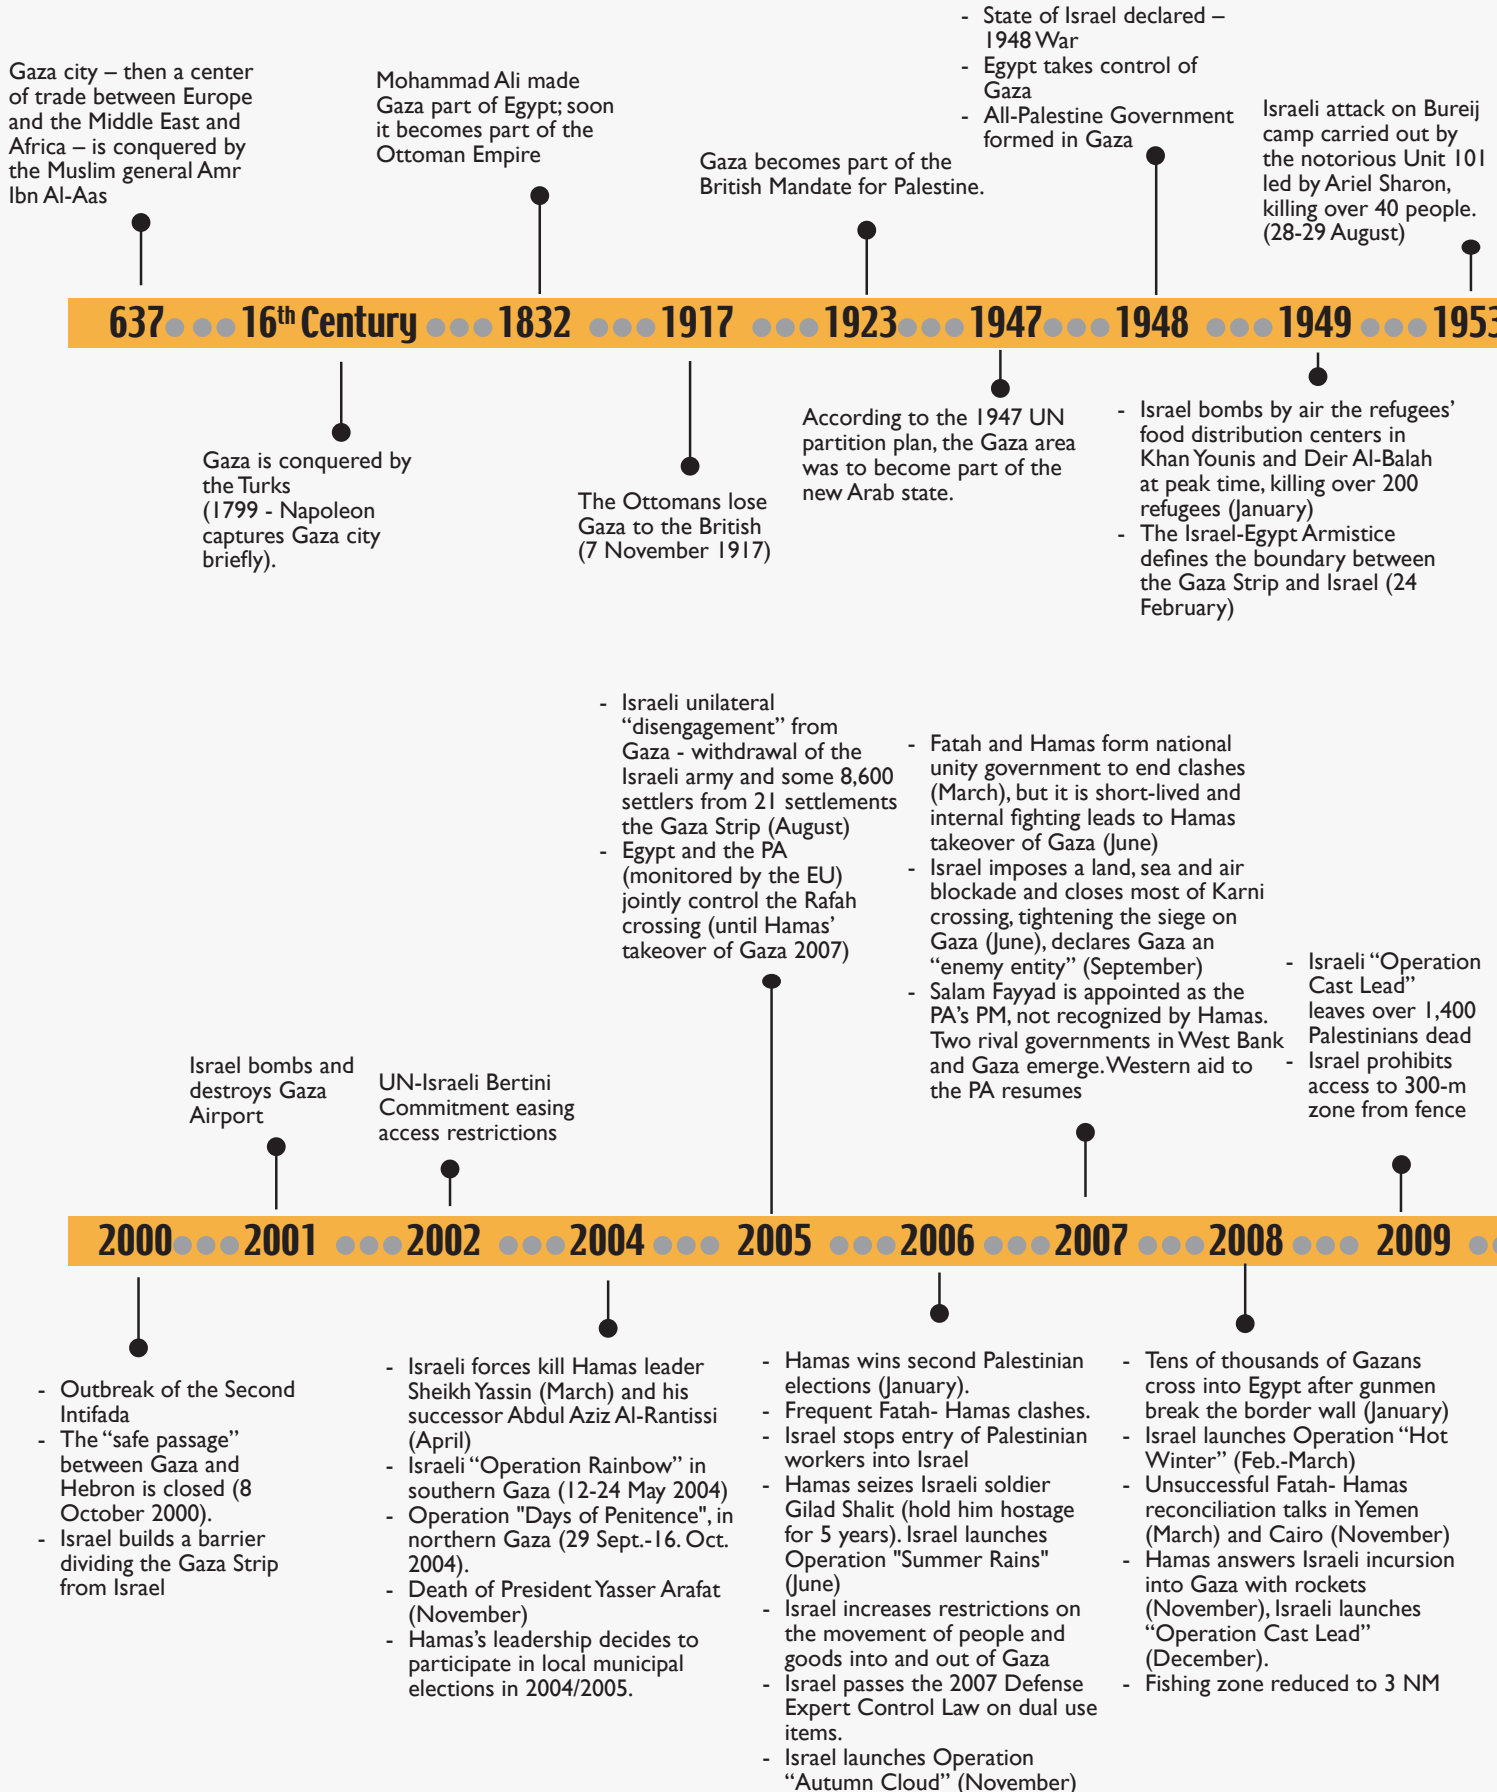 Gaza city – then a center
of trade between Europe
and the Middle East and
Africa – is conquered by
the Muslim general Amr
Ibn Al-Aas
Mohammad Ali made
Gaza part of Egypt; soon
it becomes part of the
Ottoman Empire
Gaza becomes part of the
British Mandate for Palestine.
- State of Israel declared –
1948 War
- Egypt takes control of
Gaza
- All-Palestine Government
formed in Gaza
Israeli attack on Bureij
camp carried out by
the notorious Unit 101
led by Ariel Sharon,
killing over 40 people.
(28-29 August)
637 16th Century 1832 1917 1923 1947 1948 1949 1953
Gaza is conquered by
the Turks
(1799 - Napoleon
captures Gaza city
briefly).
The Ottomans lose
Gaza to the British
(7 November 1917)
According to the 1947 UN
partition plan, the Gaza area
was to become part of the
new Arab state.
- Israel bombs by air the refugees’
food distribution centers in
Khan Younis and Deir Al-Balah
at peak time, killing over 200
refugees (January)
- The Israel-Egypt Armistice
defines the boundary between
the Gaza Strip and Israel (24
February)
Israel bombs and
destroys Gaza
Airport
UN-Israeli Bertini
Commitment easing
access restrictions
- Israeli unilateral
“disengagement” from
Gaza - withdrawal of the
Israeli army and some 8,600
settlers from 21 settlements
the Gaza Strip (August)
- Egypt and the PA
(monitored by the EU)
jointly control the Rafah
crossing (until Hamas’
takeover of Gaza 2007)
- Fatah and Hamas form national
unity government to end clashes
(March), but it is short-lived and
internal fighting leads to Hamas
takeover of Gaza (June)
- Israel imposes a land, sea and air
blockade and closes most of Karni
crossing, tightening the siege on
Gaza (June), declares Gaza an
“enemy entity” (September)
- Salam Fayyad is appointed as the
PA’s PM, not recognized by Hamas.
Two rival governments in West Bank
and Gaza emerge. Western aid to
the PA resumes
- Israeli “Operation
Cast Lead”
leaves over 1,400
Palestinians dead
- Israel prohibits
access to 300-m
zone from fence
2000 2001 2002 2004 2005 2006 2007 2008 2009
- Outbreak of the Second
Intifada
- The “safe passage”
between Gaza and
Hebron is closed (8
October 2000).
- Israel builds a barrier
dividing the Gaza Strip
from Israel
- Israeli forces kill Hamas leader
Sheikh Yassin (March) and his
successor Abdul Aziz Al-Rantissi
(April)
- Israeli “Operation Rainbow” in
southern Gaza (12-24 May 2004)
- Operation "Days of Penitence", in
northern Gaza (29 Sept.-16. Oct.
2004).
- Death of President Yasser Arafat
(November)
- Hamas’s leadership decides to
participate in local municipal
elections in 2004/2005.
- Hamas wins second Palestinian
elections (January).
- Frequent Fatah- Hamas clashes.
- Israel stops entry of Palestinian
workers into Israel
- Hamas seizes Israeli soldier
Gilad Shalit (hold him hostage
for 5 years). Israel launches
Operation "Summer Rains"
(June)
- Israel increases restrictions on
the movement of people and
goods into and out of Gaza
- Israel passes the 2007 Defense
Expert Control Law on dual use
items.
- Israel launches Operation
“Autumn Cloud” (November)
- Tens of thousands of Gazans
cross into Egypt after gunmen
break the border wall (January)
- Israel launches Operation “Hot
Winter” (Feb.-March)
- Unsuccessful Fatah- Hamas
reconciliation talks in Yemen
(March) and Cairo (November)
- Hamas answers Israeli incursion
into Gaza with rockets
(November), Israeli launches
“Operation Cast Lead”
(December).
- Fishing zone reduced to 3 NM